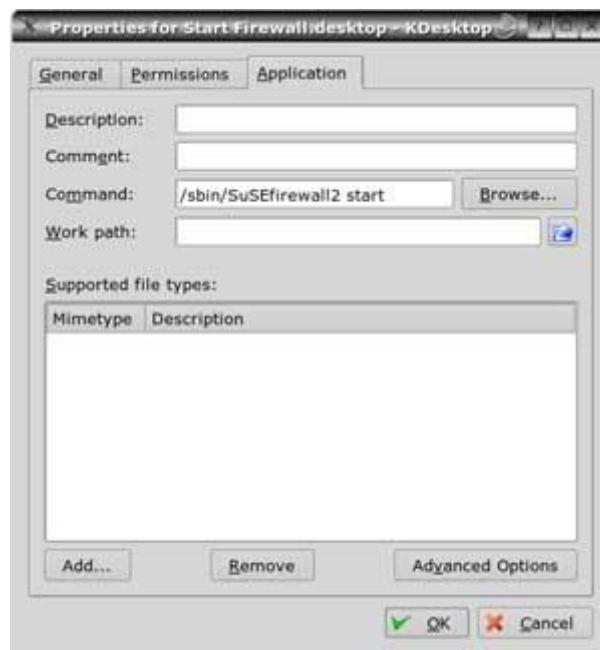 Properties for Start Firewall.desktop - KDesktop
General Permissions Application
Description:
Comment:
Command: /sbin/SuSEfirewall2 start Browse...
Work path:
Supported file types:
Mimetype Description
Add... Remove Advanced Options
OK Cancel